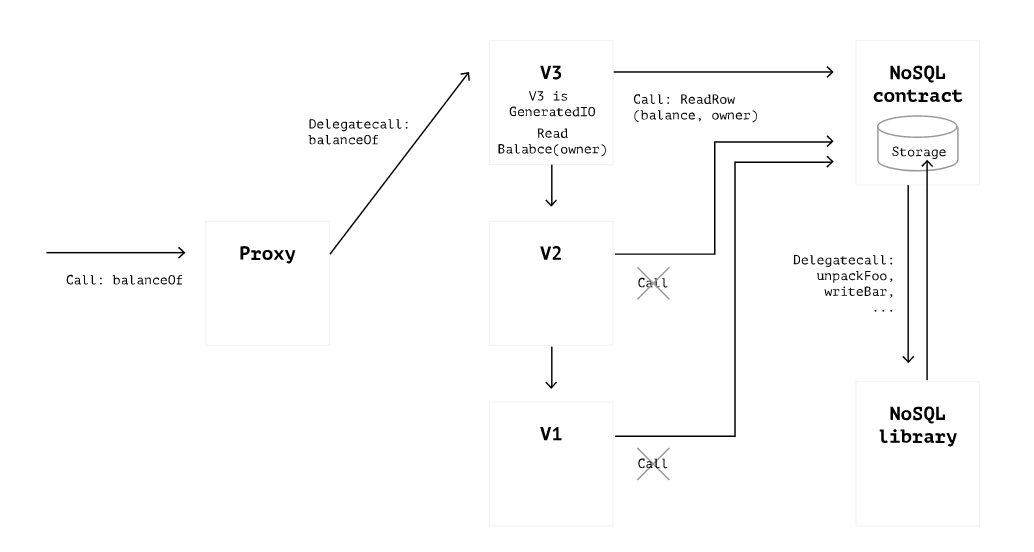 Call: balanceOf
Proxy
Delegatecall:
balanceOf
V3
V3 is
GeneratedIO
Read
Balabce(owner)
Call: ReadRow
(balance, owner)
V2
Call
V1
Call
NoSQL
contract
Storage
Delegatecall:
unpackFoo,
writeBar,
...
NoSQL
library